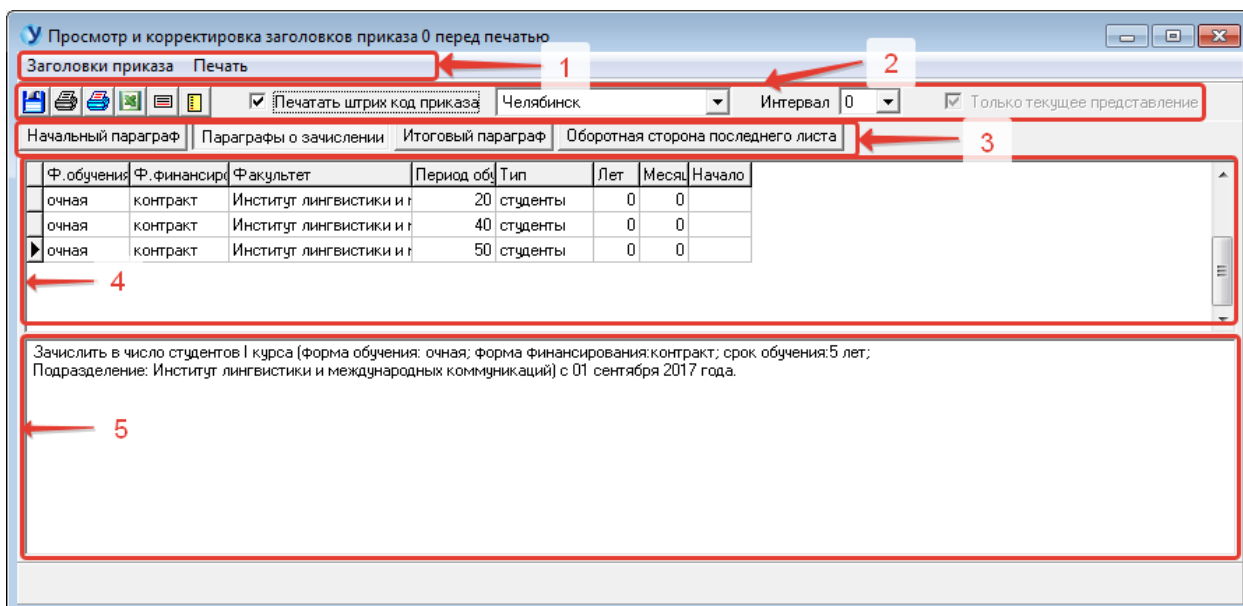 Просмотр и корректировка заголовков приказа 0 перед печатью
Заголовки приказа Печать
1
2
Печатать штрих код приказа Челябинск Интервал 0 Только текущее представление
Начальный параграф Параграфы о зачислении Итоговый параграф Оборотная сторона последнего листа
3
Ф.обучения Ф.финансиро Факультет Период обу Тип Лет Месяц Начало
очная контракт Институт лингвистики и м 20 студенты 0 0
очная контракт Институт лингвистики и м 40 студенты 0 0
очная контракт Институт лингвистики и м 50 студенты 0 0
4
Зачислить в число студентов I курса (форма обучения: очная; форма финансирования:контракт; срок обучения:5 лет;
Подразделение: Институт лингвистики и международных коммуникаций) с 01 сентября 2017 года.
5